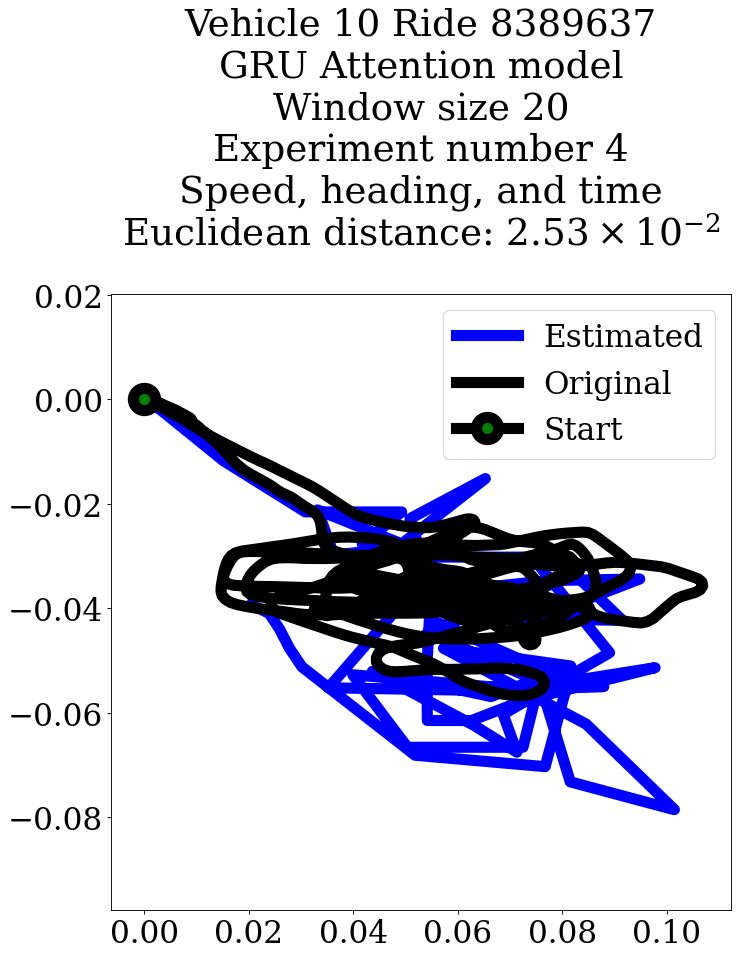 Vehicle 10 Ride 8389637
GRU Attention model
Window size 20
Experiment number 4
Speed, heading, and time
Euclidean distance: 2.53 × 10⁻²
0.02
0.00
−0.02
−0.04
−0.06
−0.08
Estimated
Original
Start
0.00 0.02 0.04 0.06 0.08 0.10